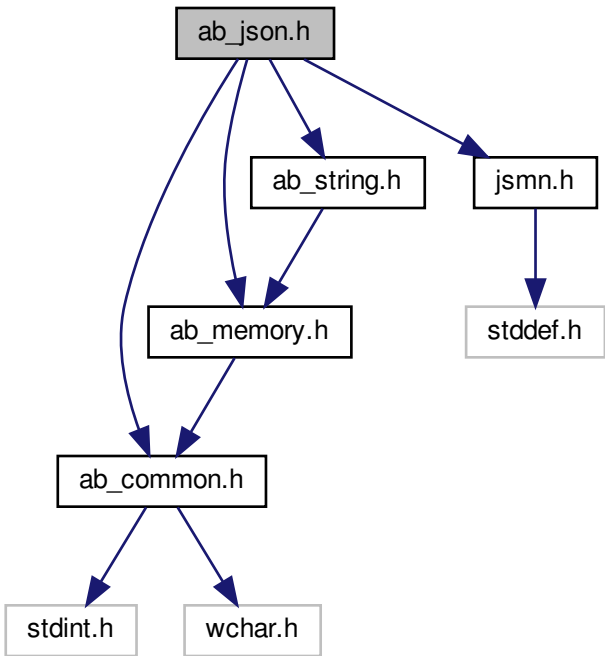 ab_json.h
ab_string.h
jsmn.h
ab_memory.h
stddef.h
ab_common.h
stdint.h
wchar.h